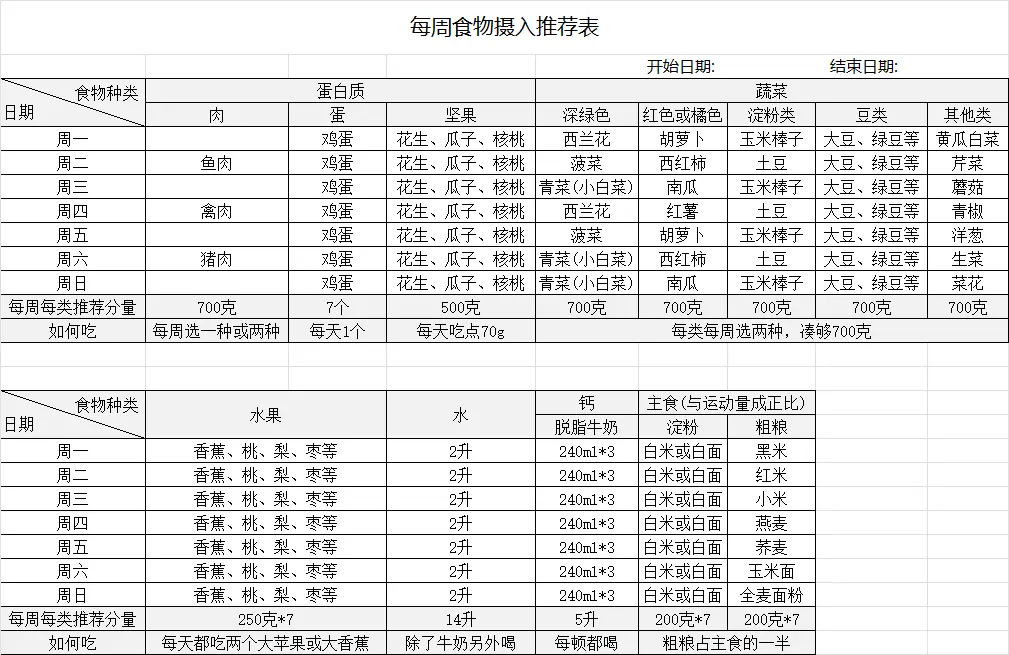 每周食物摄入推荐表
开始日期: 结束日期:
食物种类 蛋白质 蔬菜
日期 肉 蛋 坚果 深绿色 红色或橘色 淀粉类 豆类 其他类
周一 鸡蛋 花生、瓜子、核桃 西兰花 胡萝卜 玉米棒子 大豆、绿豆等 黄瓜白菜
周二 鱼肉 鸡蛋 花生、瓜子、核桃 菠菜 西红柿 土豆 大豆、绿豆等 芹菜
周三 鸡蛋 花生、瓜子、核桃 青菜(小白菜) 南瓜 玉米棒子 大豆、绿豆等 蘑菇
周四 禽肉 鸡蛋 花生、瓜子、核桃 西兰花 红薯 土豆 大豆、绿豆等 青椒
周五 鸡蛋 花生、瓜子、核桃 菠菜 胡萝卜 玉米棒子 大豆、绿豆等 洋葱
周六 猪肉 鸡蛋 花生、瓜子、核桃 青菜(小白菜) 西红柿 土豆 大豆、绿豆等 生菜
周日 鸡蛋 花生、瓜子、核桃 青菜(小白菜) 南瓜 玉米棒子 大豆、绿豆等 菜花
每周每类推荐分量 700克 7个 500克 700克 700克 700克 700克 700克
如何吃 每周选一种或两种 每天1个 每天吃点70g 每类每周选两种，凑够700克
食物种类 水果 水 钙 主食(与运动量成正比)
日期 脱脂牛奶 淀粉 粗粮
周一 香蕉、桃、梨、枣等 2升 240ml*3 白米或白面 黑米
周二 香蕉、桃、梨、枣等 2升 240ml*3 白米或白面 红米
周三 香蕉、桃、梨、枣等 2升 240ml*3 白米或白面 小米
周四 香蕉、桃、梨、枣等 2升 240ml*3 白米或白面 燕麦
周五 香蕉、桃、梨、枣等 2升 240ml*3 白米或白面 荞麦
周六 香蕉、桃、梨、枣等 2升 240ml*3 白米或白面 玉米面
周日 香蕉、桃、梨、枣等 2升 240ml*3 白米或白面 全麦面粉
每周每类推荐分量 250克*7 14升 5升 200克*7 200克*7
如何吃 每天都吃两个大苹果或大香蕉 除了牛奶另外喝 每顿都喝 粗粮占主食的一半